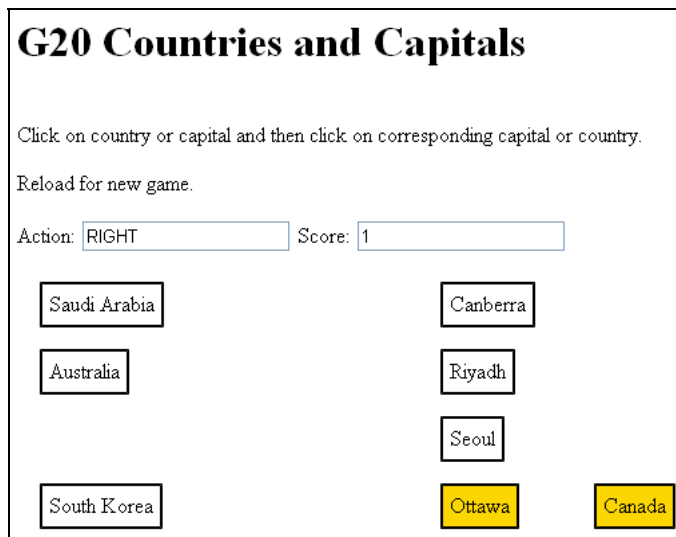 G20 Countries and Capitals
Click on country or capital and then click on corresponding capital or country.
Reload for new game.
Action: RIGHT Score: 1
Saudi Arabia Canberra
Australia Riyadh
Seoul
South Korea Ottawa Canada